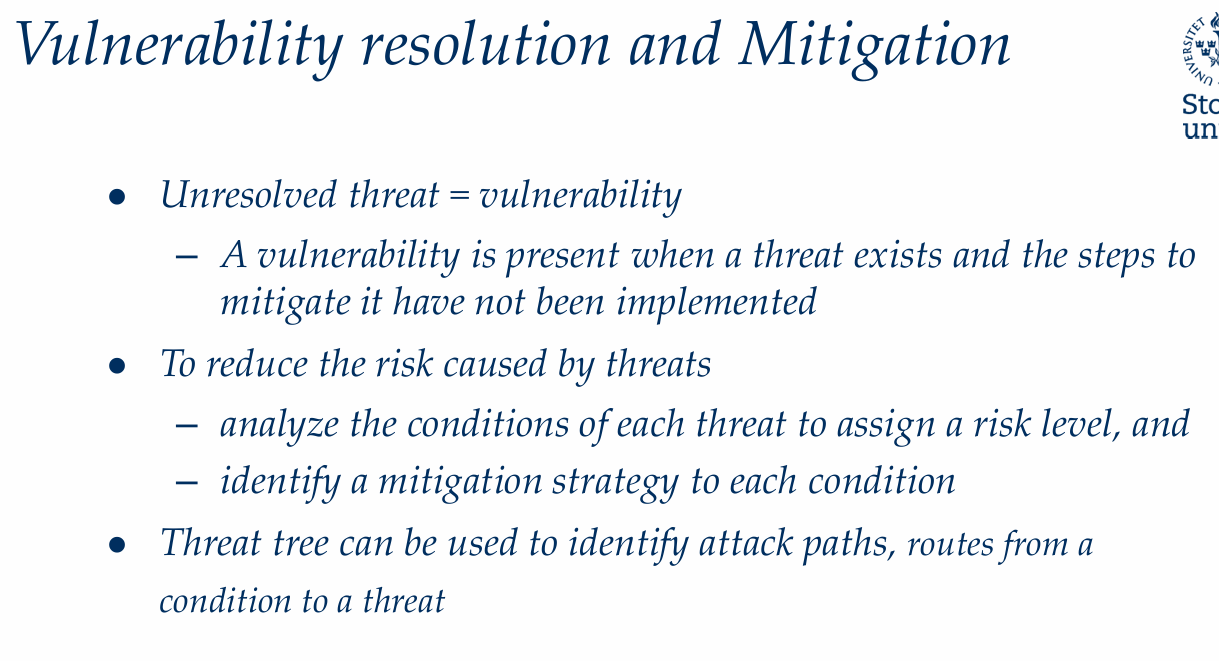 Vulnerability resolution and Mitigation
UNIVERSITET
Sto
un
• Unresolved threat = vulnerability
– A vulnerability is present when a threat exists and the steps to
mitigate it have not been implemented
• To reduce the risk caused by threats
– analyze the conditions of each threat to assign a risk level, and
– identify a mitigation strategy to each condition
• Threat tree can be used to identify attack paths, routes from a
condition to a threat